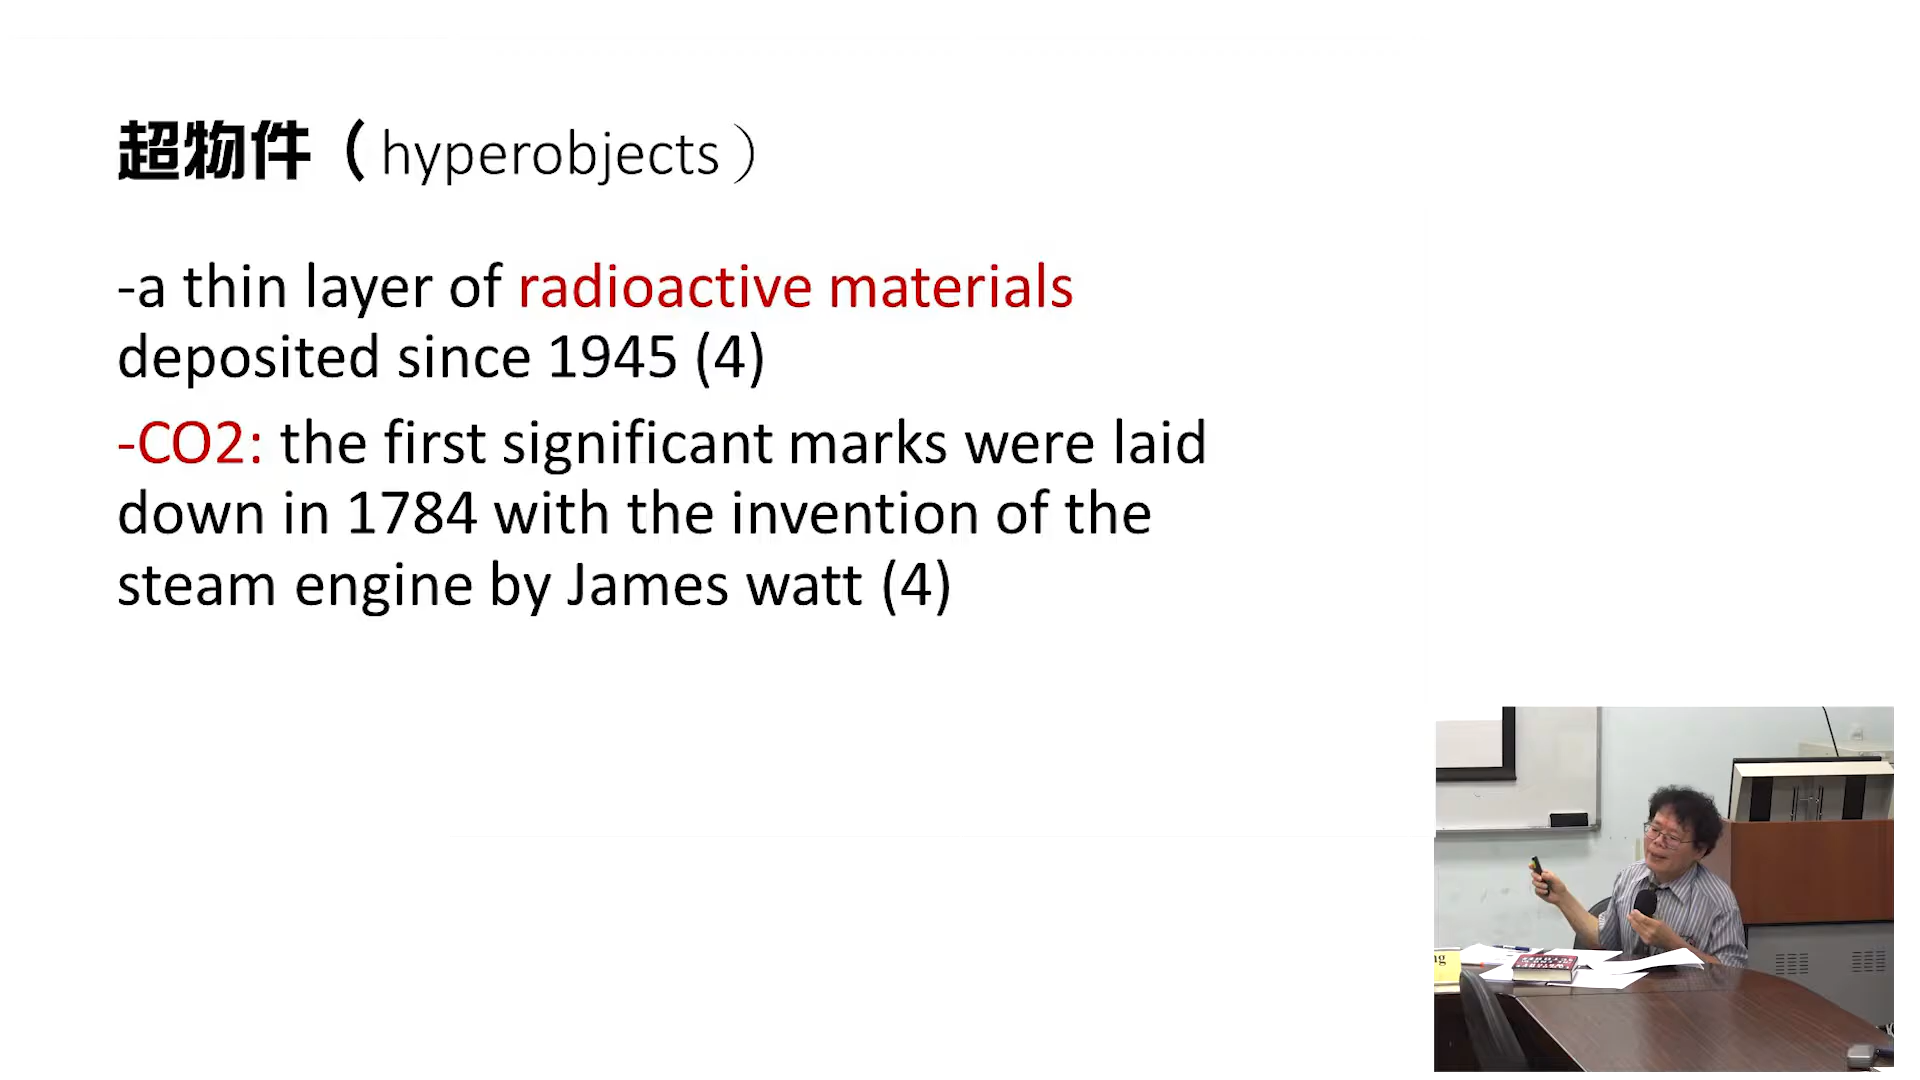 超物件（hyperobjects）
-a thin layer of radioactive materials
deposited since 1945 (4)
-CO2: the first significant marks were laid
down in 1784 with the invention of the
steam engine by James watt (4)
ng